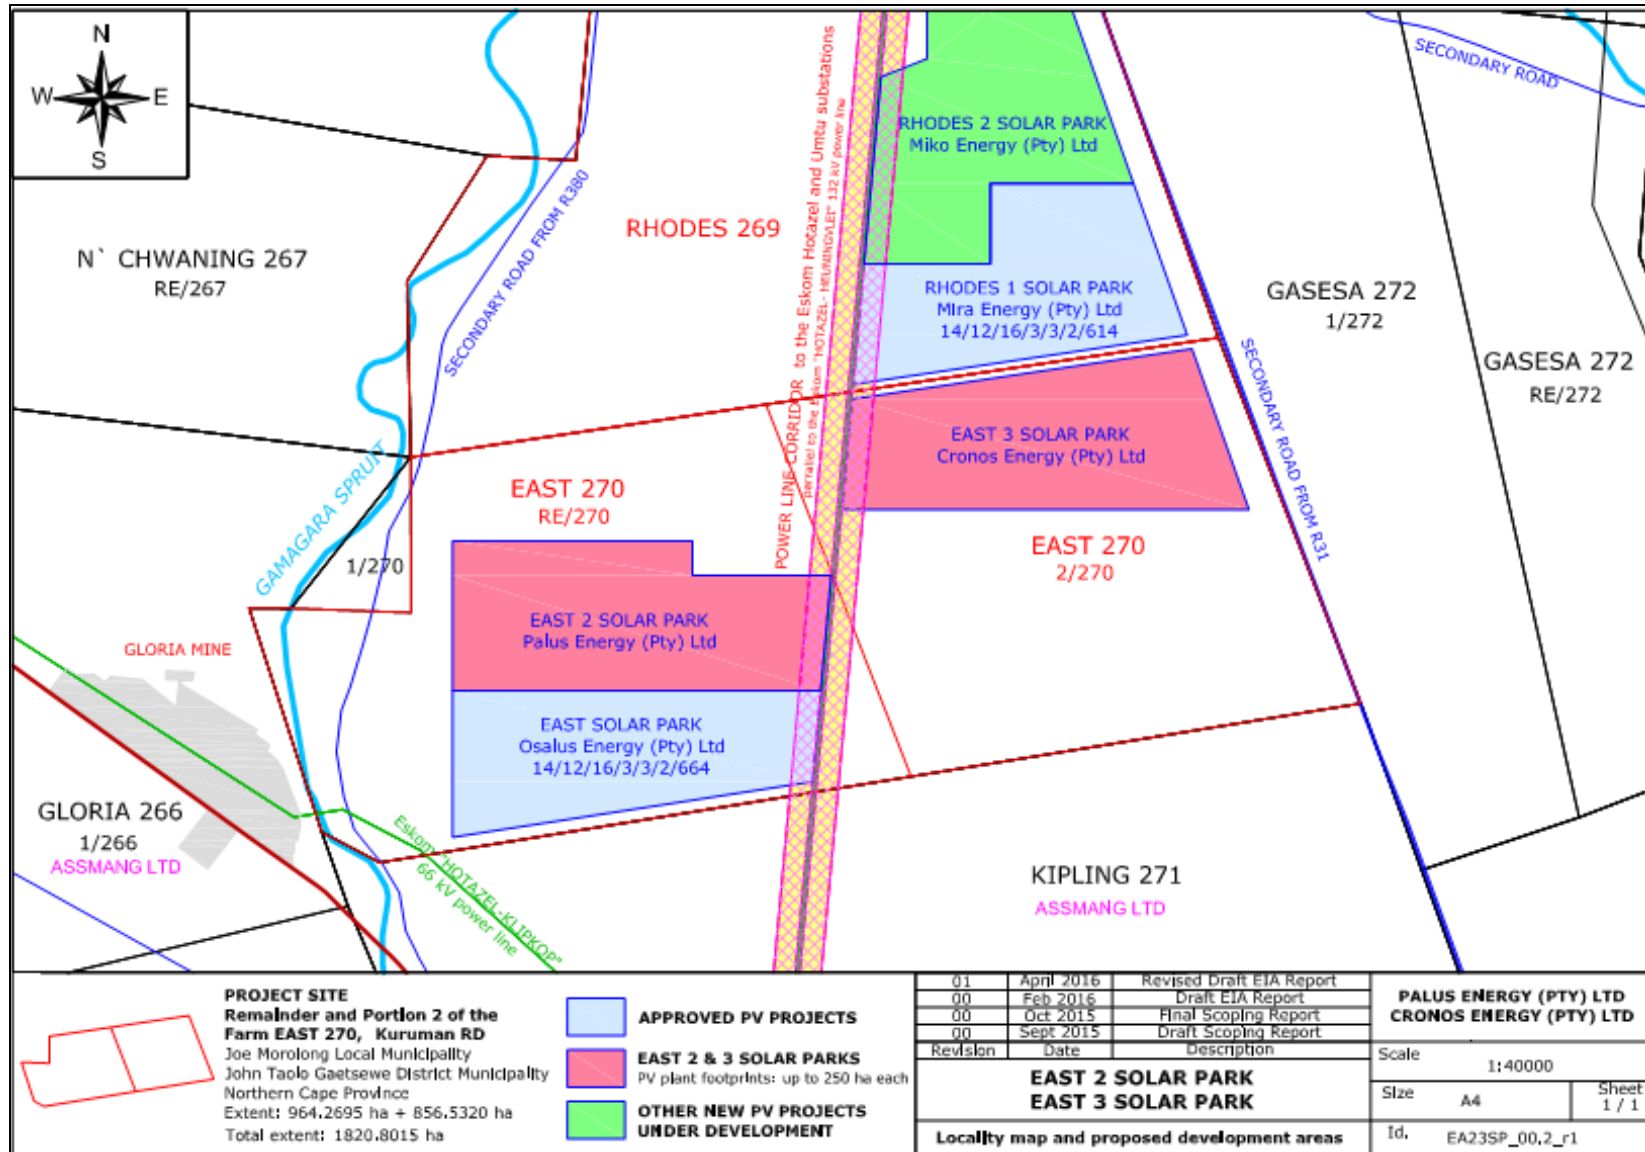 N
W
E
S
N` CHWANING 267
RE/267
RHODES 269
SECONDARY ROAD FROM R380
POWER LINE CORRIDOR to the Eskom Hotazel and Umtu substations
parrallel to the Eskom "HOTAZEL- HEUNINGVLEI" 132 kV power line
RHODES 2 SOLAR PARK
Miko Energy (Pty) Ltd
RHODES 1 SOLAR PARK
Mira Energy (Pty) Ltd
14/12/16/3/3/2/614
SECONDARY ROAD
GASESA 272
1/272
GASESA 272
RE/272
SECONDARY ROAD FROM R31
EAST 3 SOLAR PARK
Cronos Energy (Pty) Ltd
EAST 270
RE/270
EAST 270
2/270
GAMAGARA SPRUIT
1/270
EAST 2 SOLAR PARK
Palus Energy (Pty) Ltd
EAST SOLAR PARK
Osalus Energy (Pty) Ltd
14/12/16/3/3/2/664
GLORIA MINE
GLORIA 266
1/266
ASSMANG LTD
Eskom "HOTAZEL-KLIPKOP"
66 kV power line
KIPLING 271
ASSMANG LTD
PROJECT SITE
Remainder and Portion 2 of the
Farm EAST 270, Kuruman RD
Joe Morolong Local Municipality
John Taolo Gaetsewe District Municipality
Northern Cape Province
Extent: 964.2695 ha + 856.5320 ha
Total extent: 1820.8015 ha
APPROVED PV PROJECTS
EAST 2 & 3 SOLAR PARKS
PV plant footprints: up to 250 ha each
OTHER NEW PV PROJECTS
UNDER DEVELOPMENT
01 April 2016 Revised Draft EIA Report
00 Feb 2016 Draft EIA Report
00 Oct 2015 Final Scoping Report
00 Sept 2015 Draft Scoping Report
Revision Date Description
EAST 2 SOLAR PARK
EAST 3 SOLAR PARK
Locality map and proposed development areas
PALUS ENERGY (PTY) LTD
CRONOS ENERGY (PTY) LTD
Scale 1:40000
Size A4
Sheet
1 / 1
Id. EA23SP_00.2_r1